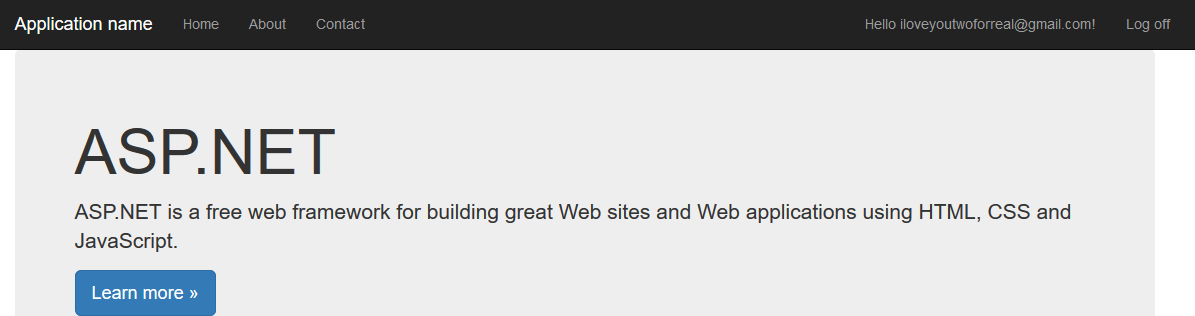 Application name Home About Contact Hello iloveyoutwoforreal@gmail.com! Log off
ASP.NET
ASP.NET is a free web framework for building great Web sites and Web applications using HTML, CSS and
JavaScript.
Learn more »